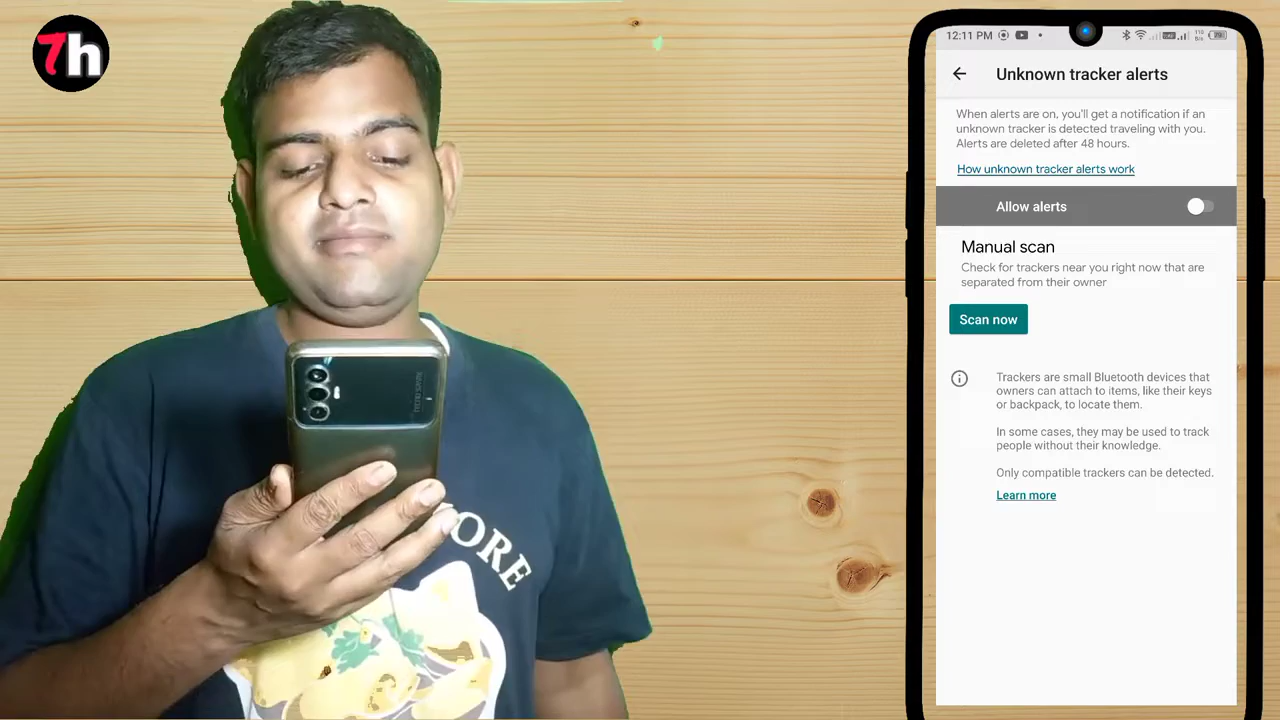 7h
12:11 PM
Unknown tracker alerts
When alerts are on, you'll get a notification if an
unknown tracker is detected traveling with you.
Alerts are deleted after 48 hours.
How unknown tracker alerts work
Allow alerts
Manual scan
Check for trackers near you right now that are
separated from their owner
Scan now
Trackers are small Bluetooth devices that
owners can attach to items, like their keys
or backpack, to locate them.
In some cases, they may be used to track
people without their knowledge.
Only compatible trackers can be detected.
Learn more
ORE